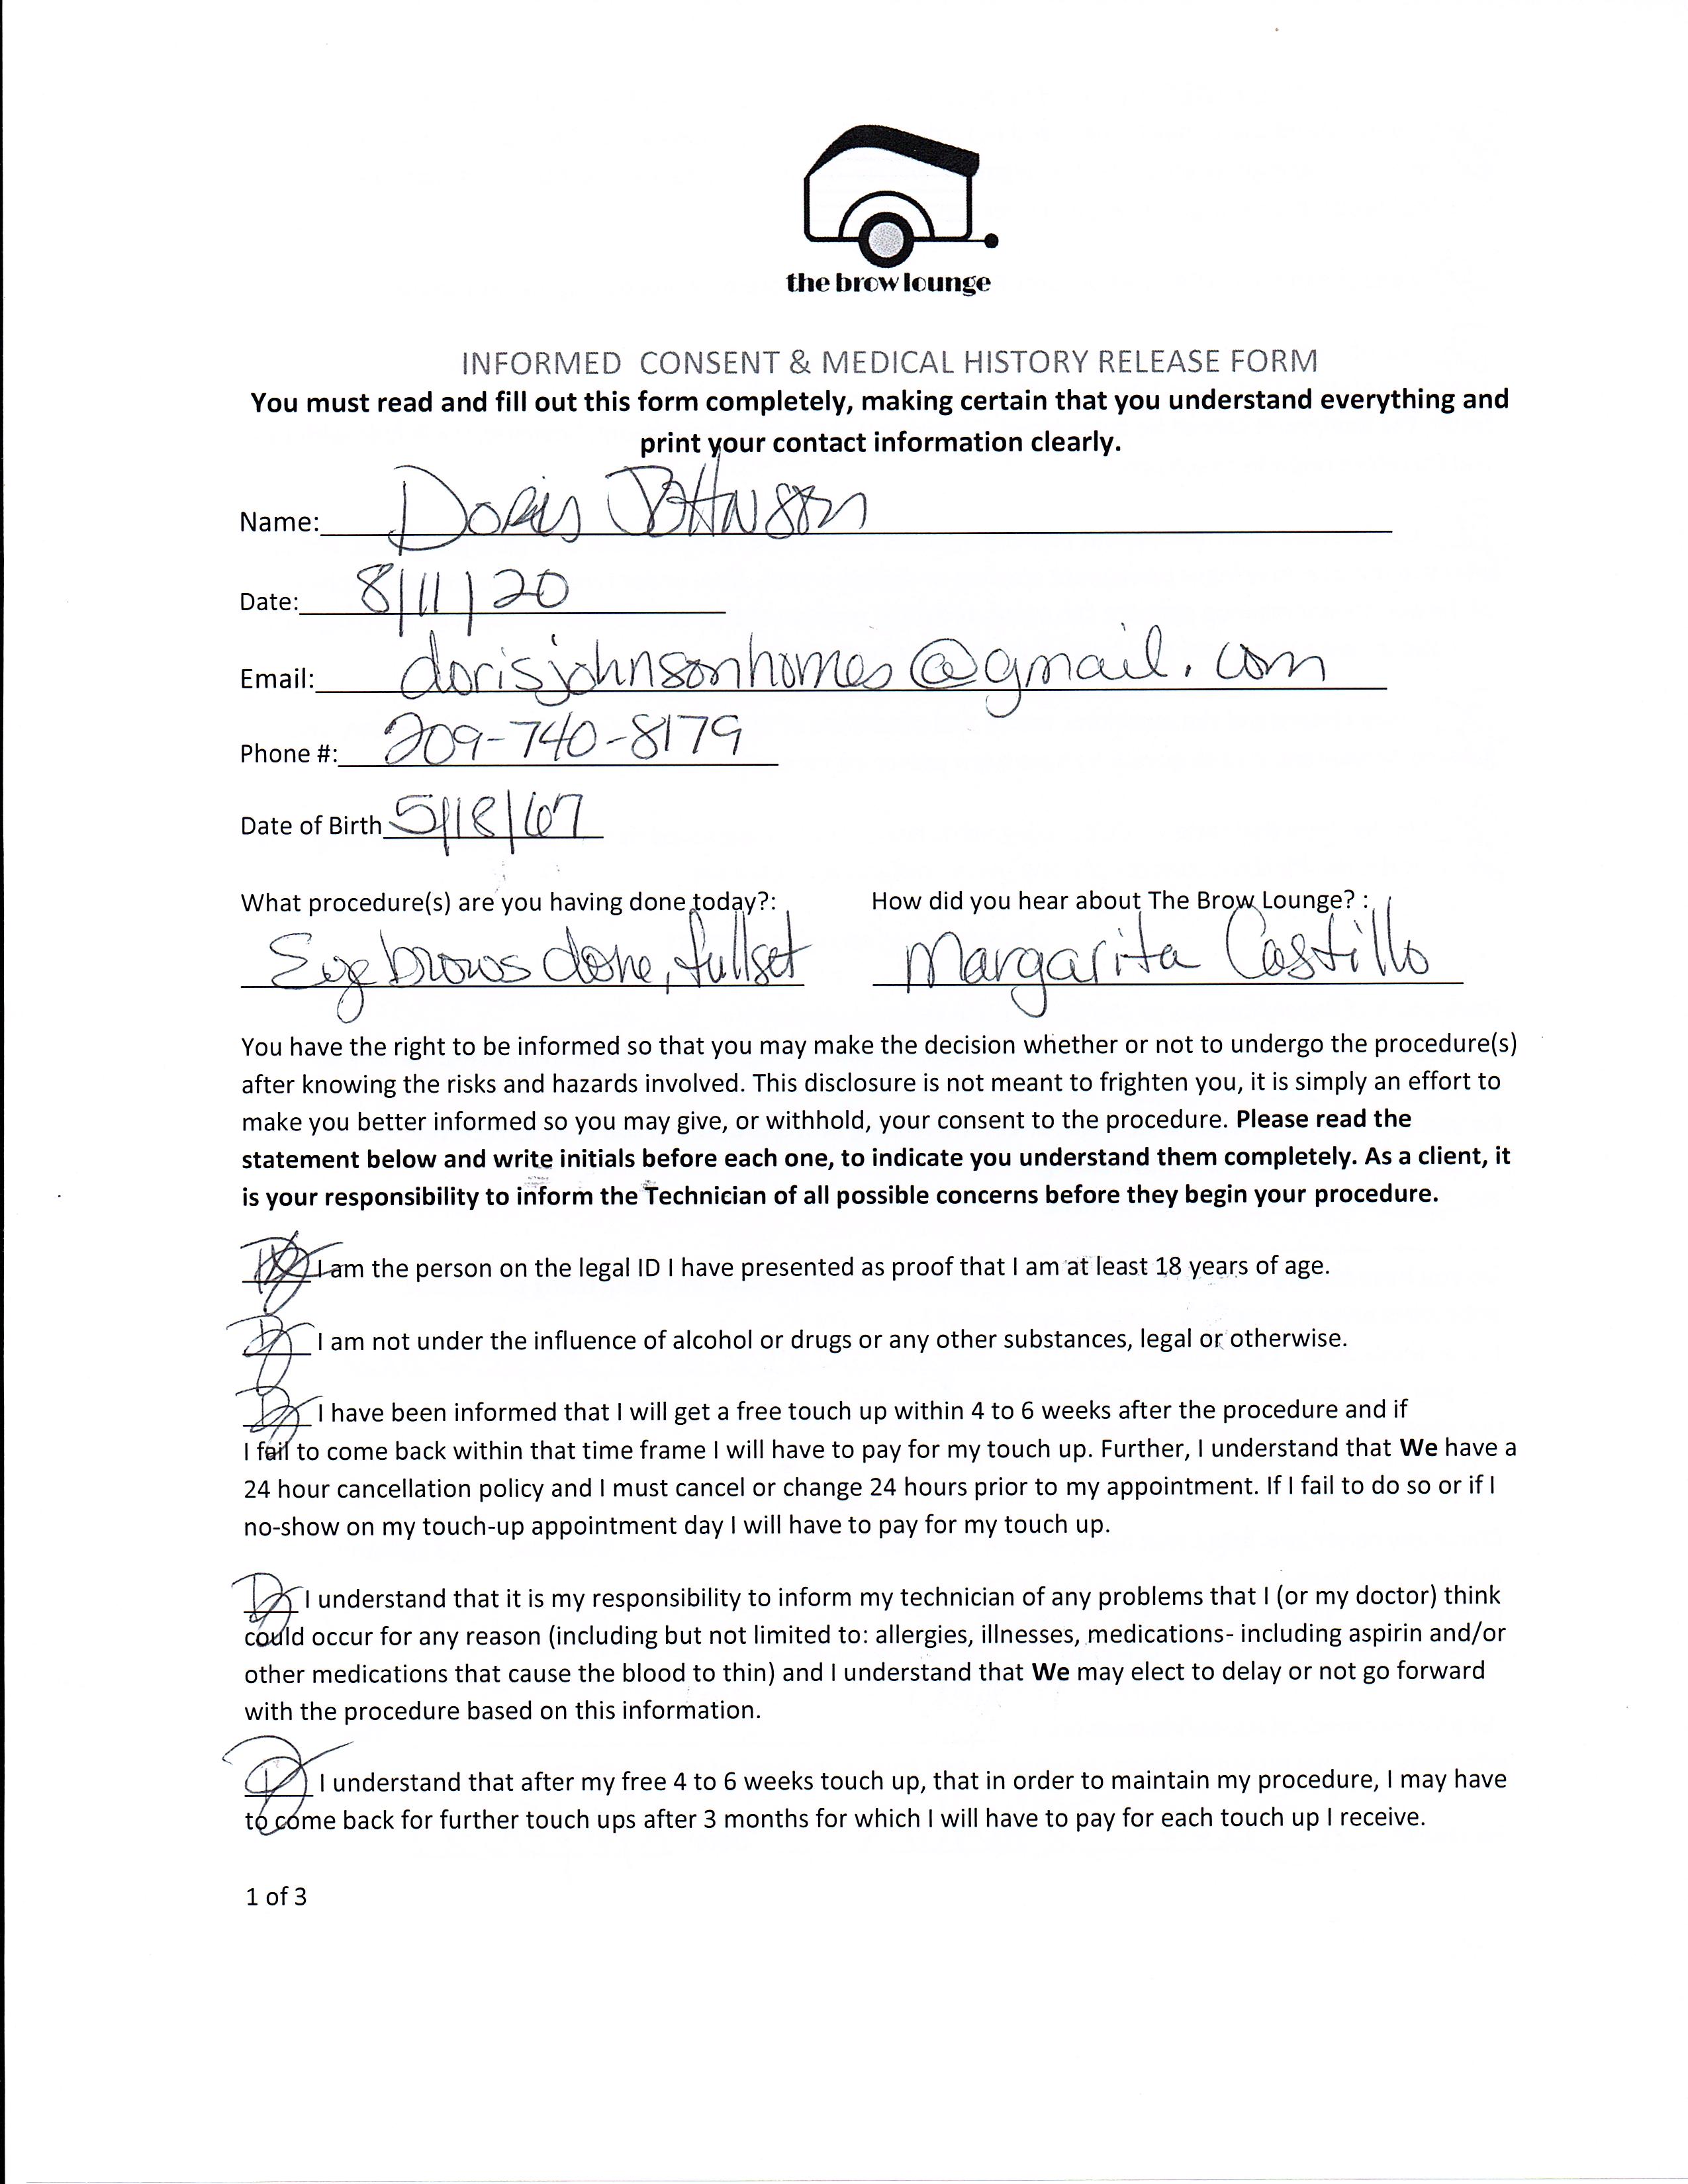 the brow lounge
INFORMED CONSENT & MEDICAL HISTORY RELEASE FORM
You must read and fill out this form completely, making certain that you understand everything and
print your contact information clearly.
Name: Doris Johnson
Date: 8/11/20
Email: dorisjohnsonhomes@gmail.com
Phone #: 209-740-8179
Date of Birth 5/18/67
What procedure(s) are you having done today?: How did you hear about The Brow Lounge? :
Eye brows done, full set Margarita Castillo
You have the right to be informed so that you may make the decision whether or not to undergo the procedure(s)
after knowing the risks and hazards involved. This disclosure is not meant to frighten you, it is simply an effort to
make you better informed so you may give, or withhold, your consent to the procedure. Please read the
statement below and write initials before each one, to indicate you understand them completely. As a client, it
is your responsibility to inform the Technician of all possible concerns before they begin your procedure.
DJ I am the person on the legal ID I have presented as proof that I am at least 18 years of age.
DJ I am not under the influence of alcohol or drugs or any other substances, legal or otherwise.
DJ I have been informed that I will get a free touch up within 4 to 6 weeks after the procedure and if
I fail to come back within that time frame I will have to pay for my touch up. Further, I understand that We have a
24 hour cancellation policy and I must cancel or change 24 hours prior to my appointment. If I fail to do so or if I
no-show on my touch-up appointment day I will have to pay for my touch up.
DJ I understand that it is my responsibility to inform my technician of any problems that I (or my doctor) think
could occur for any reason (including but not limited to: allergies, illnesses, medications- including aspirin and/or
other medications that cause the blood to thin) and I understand that We may elect to delay or not go forward
with the procedure based on this information.
DJ I understand that after my free 4 to 6 weeks touch up, that in order to maintain my procedure, I may have
to come back for further touch ups after 3 months for which I will have to pay for each touch up I receive.
1 of 3